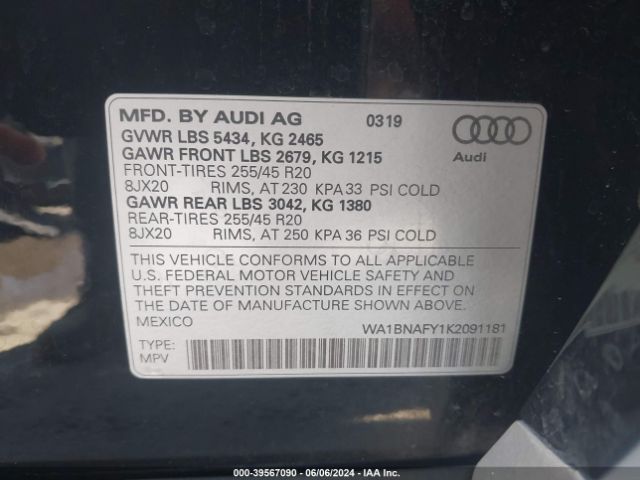 MFD. BY AUDI AG 0319
GVWR LBS 5434, KG 2465
GAWR FRONT LBS 2679, KG 1215
FRONT-TIRES 255/45 R20
8JX20 RIMS, AT 230 KPA 33 PSI COLD
GAWR REAR LBS 3042, KG 1380
REAR-TIRES 255/45 R20
8JX20 RIMS, AT 250 KPA 36 PSI COLD
Audi
THIS VEHICLE CONFORMS TO ALL APPLICABLE
U.S. FEDERAL MOTOR VEHICLE SAFETY AND
THEFT PREVENTION STANDARDS IN EFFECT ON
THE DATE OF MANUFACTURE SHOWN ABOVE.
MEXICO WA1BNAFY1K2091181
TYPE:
MPV
000-39567090 - 06/06/2024 - IAA Inc.